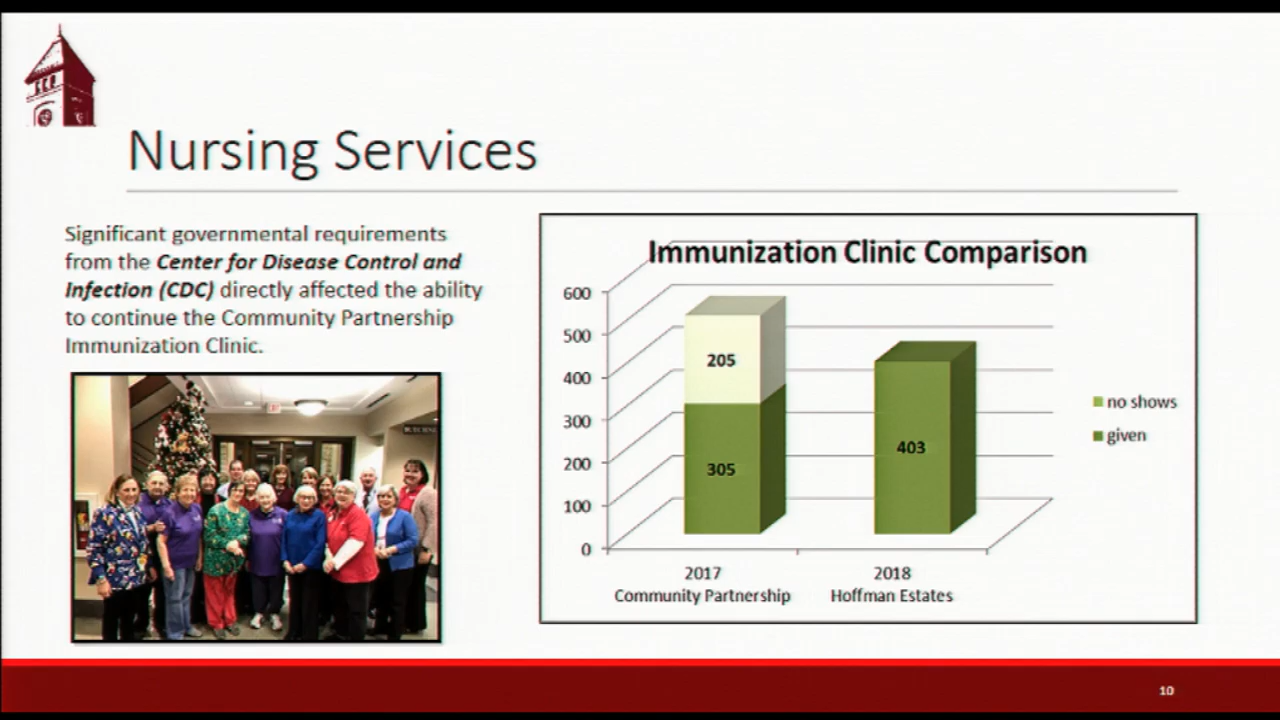 Nursing Services
Significant governmental requirements
from the Center for Disease Control and
Infection (CDC) directly affected the ability
to continue the Community Partnership
Immunization Clinic.
Immunization Clinic Comparison
600
500
400
300
200
100
0
205
305
403
2017
Community Partnership
2018
Hoffman Estates
no shows
given
10